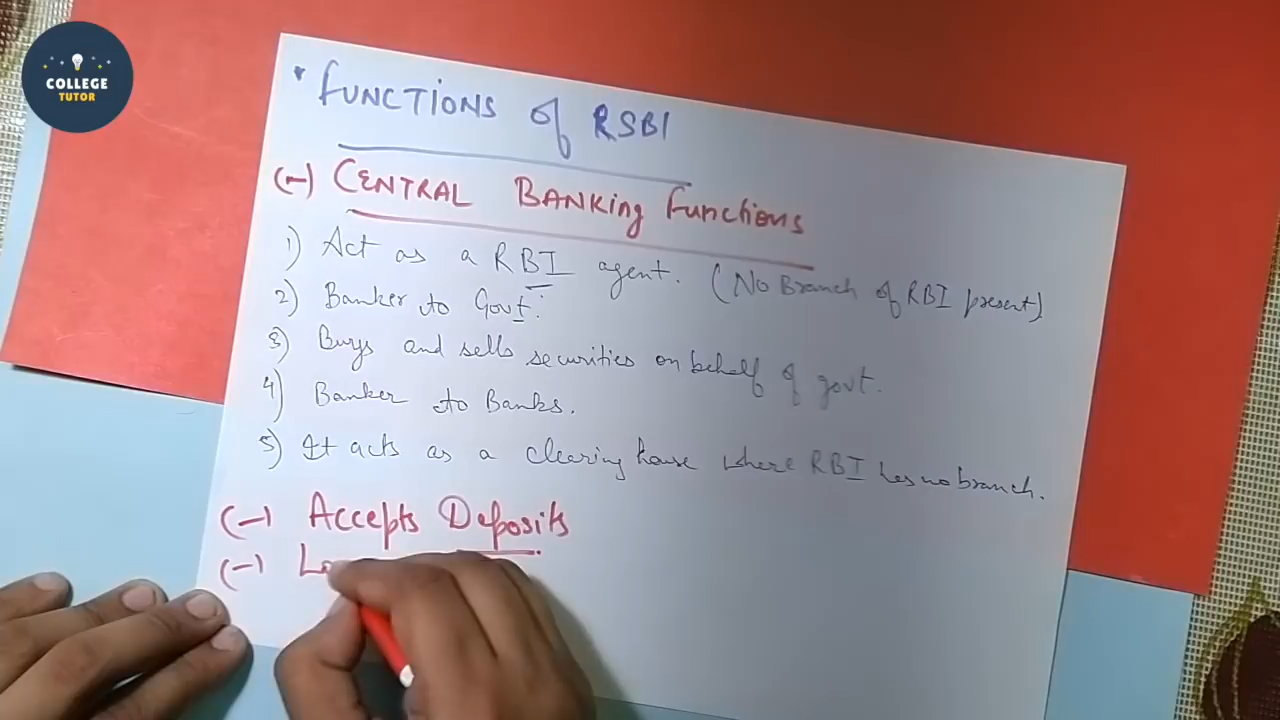 COLLEGE
TUTOR
FUNCTIONS of RSBI
(-) CENTRAL BANKing Functions
1) Act as a RBI agent. (No Branch of RBI present)
2) Banker to Govt.
3) Buys and sells securities on behalf of govt.
4) Banker to Banks.
5) It acts as a clearing house where RBI has no branch.
(-) Accepts Deposits
(-) Lo